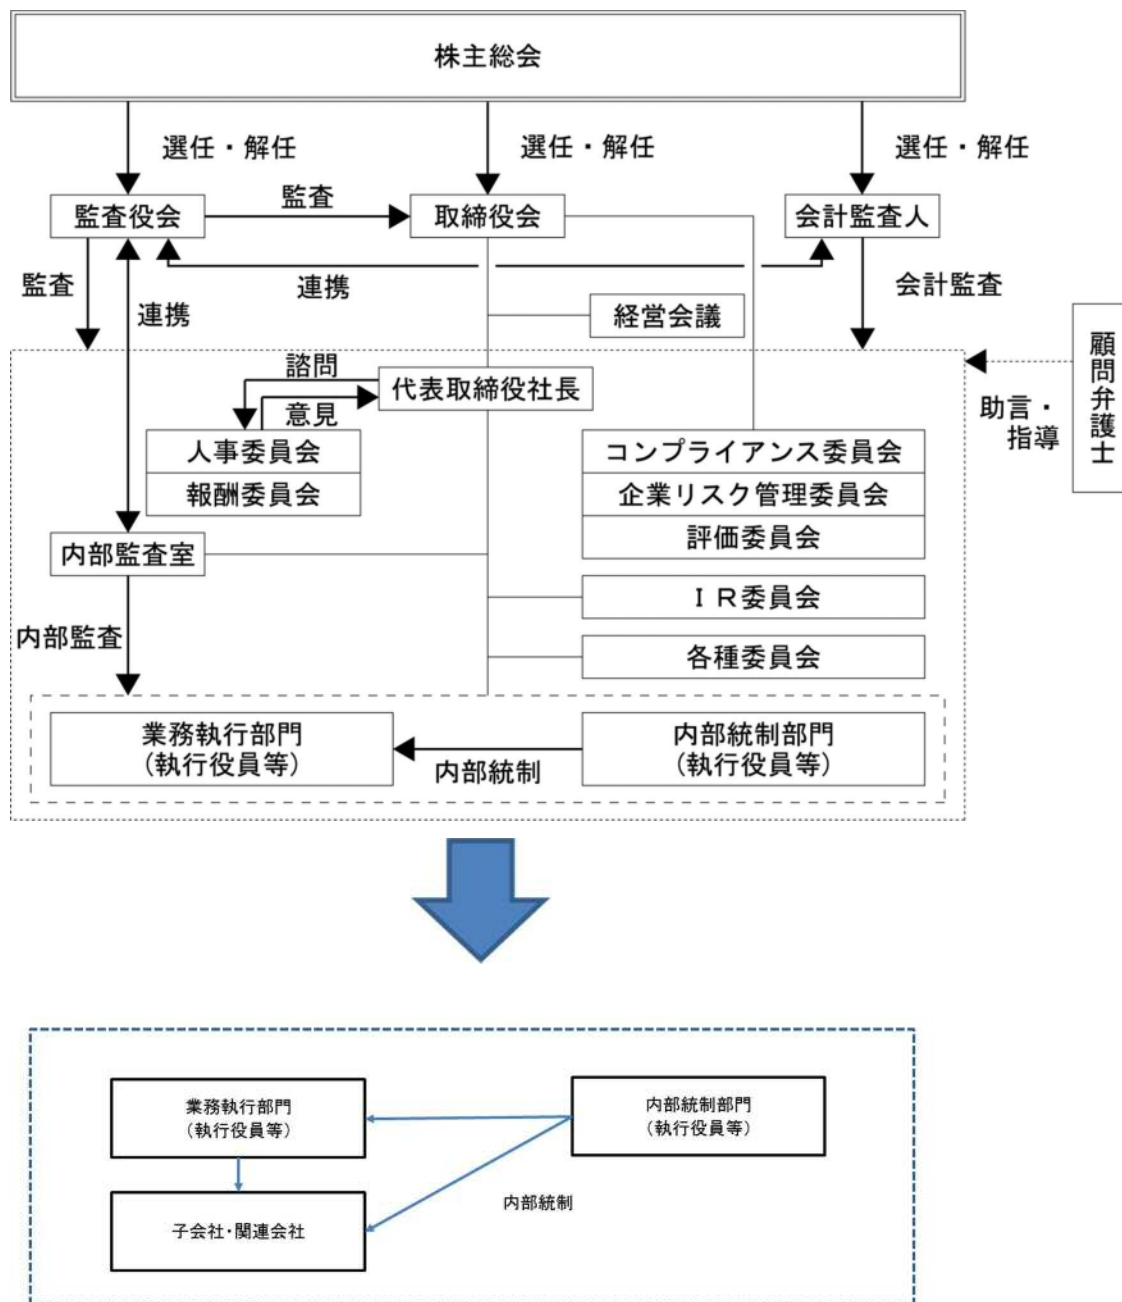 株主総会
選任・解任
選任・解任
選任・解任
監査役会
監査
取締役会
会計監査人
監査
連携
連携
会計監査
経営会議
顧問弁護士
諮問
代表取締役社長
意見
助言・
指導
人事委員会
コンプライアンス委員会
報酬委員会
企業リスク管理委員会
評価委員会
内部監査室
ＩＲ委員会
内部監査
各種委員会
業務執行部門
(執行役員等)
内部統制
内部統制部門
(執行役員等)
業務執行部門
（執行役員等）
内部統制部門
（執行役員等）
内部統制
子会社・関連会社